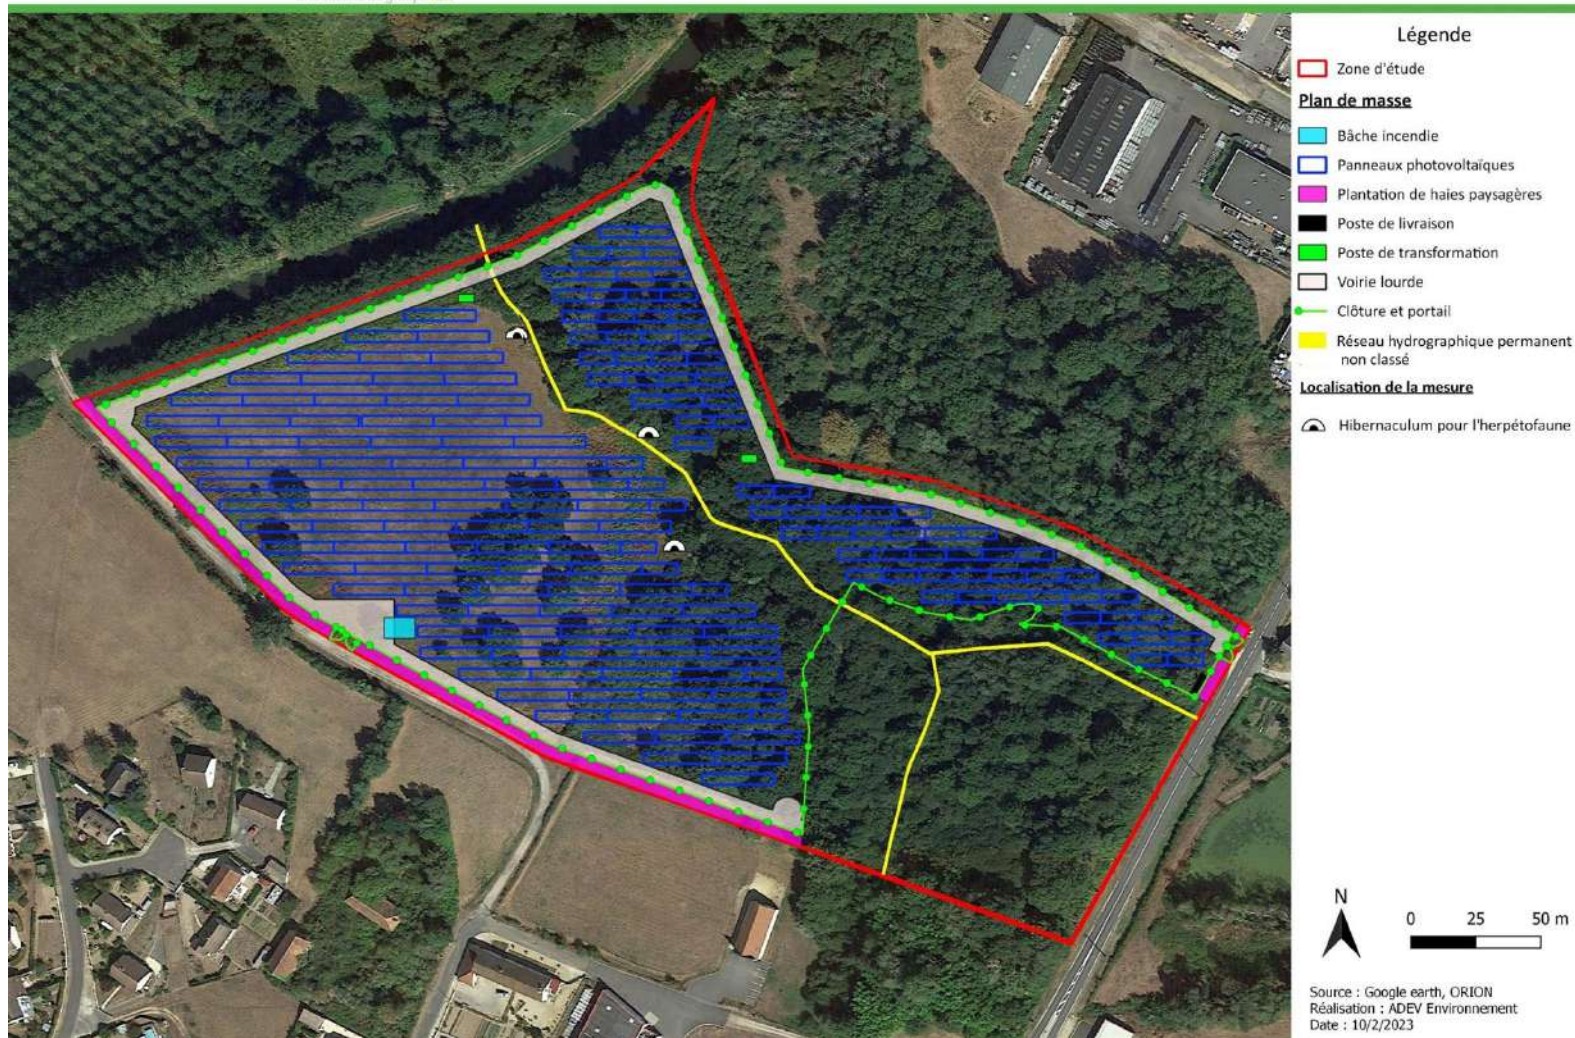 Légende
Zone d'étude
Plan de masse
Bâche incendie
Panneaux photovoltaïques
Plantation de haies paysagères
Poste de livraison
Poste de transformation
Voirie lourde
Clôture et portail
Réseau hydrographique permanent
non classé
Localisation de la mesure
Hibernaculum pour l'herpétofaune
N
0 25 50 m
Source : Google earth, ORION
Réalisation : ADEV Environnement
Date : 10/2/2023